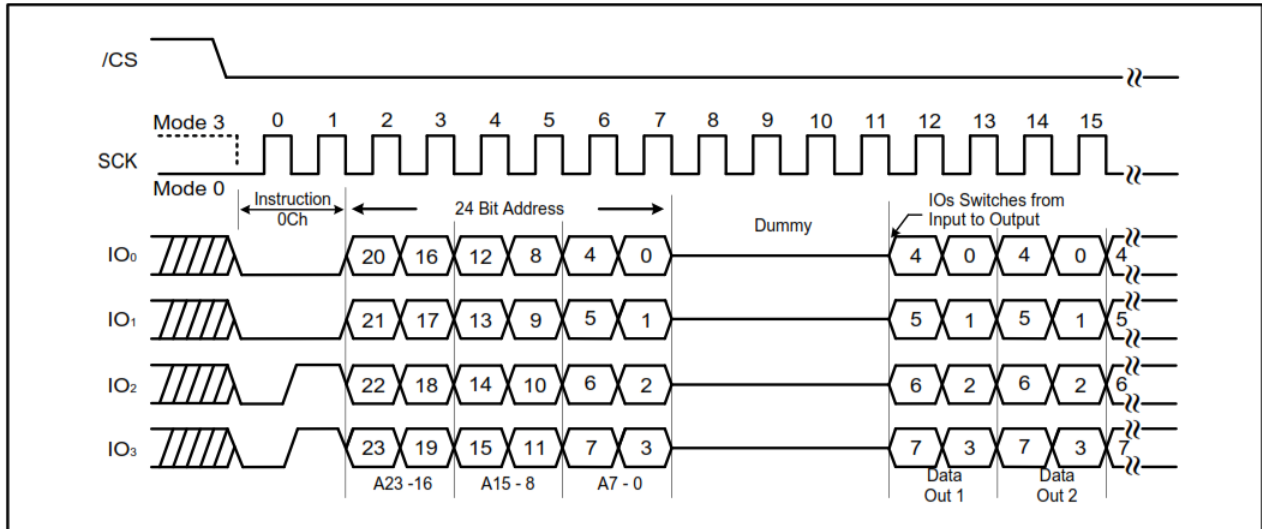 /CS
Mode 3 0 1 2 3 4 5 6 7 8 9 10 11 12 13 14 15
SCK
Mode 0
Instruction
0Ch
24 Bit Address
Dummy
IOs Switches from
Input to Output
IO₀ 20 16 12 8 4 0 4 0 4 0 4
IO₁ 21 17 13 9 5 1 5 1 5 1 5
IO₂ 22 18 14 10 6 2 6 2 6 2 6
IO₃ 23 19 15 11 7 3 7 3 7 3 7
A23 -16 A15 - 8 A7 - 0
Data
Out 1
Data
Out 2